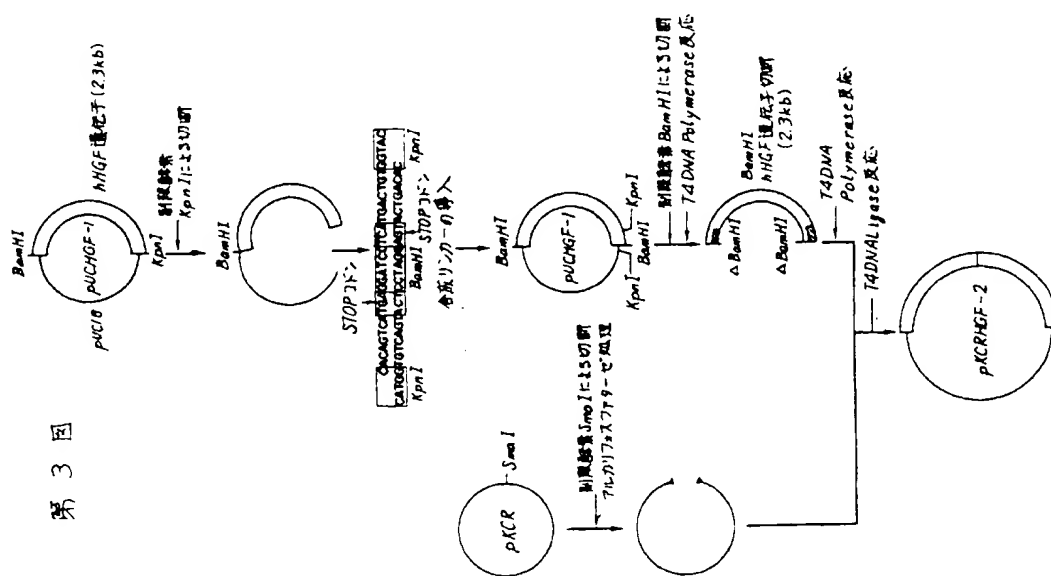 第 3 図
BamHI
pUC18
pUCHGF-1
hHGF遺伝子(2.3kb)
KpnI
制限酵素
KpnIによる切断
BamHI
STOPコドン
KpnI
BamHI
STOPコドン
KpnI
合成リンカーの導入
BamHI
pUCHGF-1
KpnI
KpnI
BamHI
制限酵素BamHIによる切断
T4DNA Polymerase反応
BamHI
hHGF遺伝子切断
(2.3kb)
△BamHI
△BamHI
T4DNA
Polymerase反応
pKCR
SmaI
制限酵素SmaIによる切断
アルカリフォスファターゼ処理
T4DNALigase反応
pKCRHGF-2